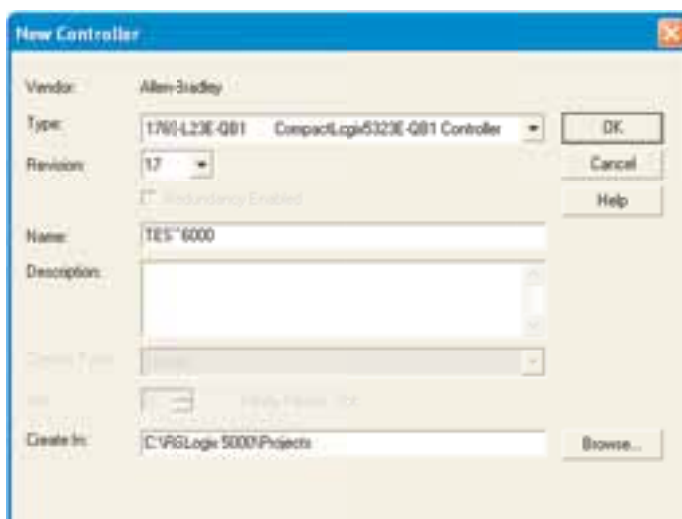 New Controller
Vendor: Allen-Bradley
Type: 1769-L23E-QB1 CompactLogix5323E-QB1 Controller
OK
Revision: 17
Cancel
Redundancy Enabled
Help
Name:
Description:
Create In: C:\RSLogix 5000\Projects
Browse...